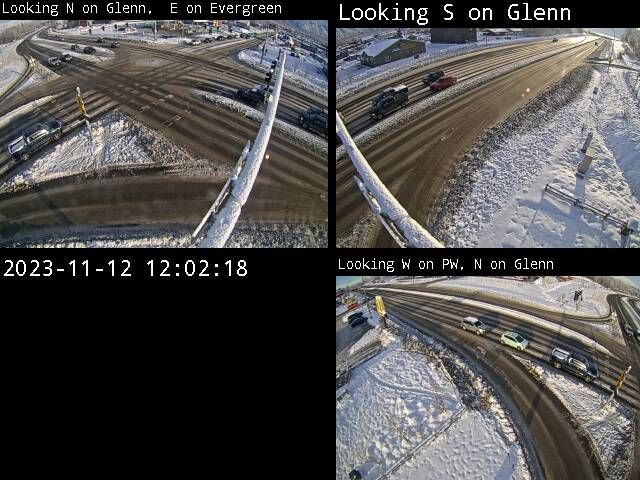 Looking N on Glenn,  E on Evergreen
Looking S on Glenn
2023-11-12 12:02:18
Looking W on PW, N on Glenn